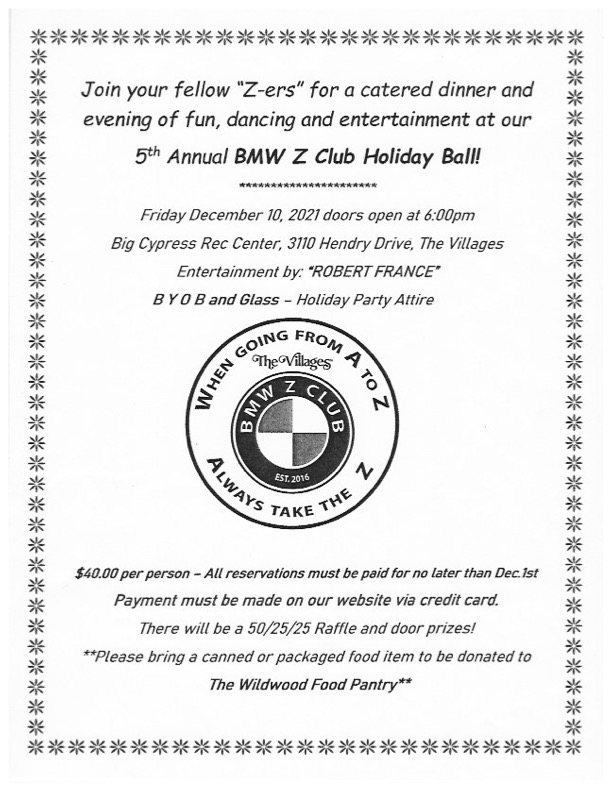 Join your fellow "Z-ers" for a catered dinner and
evening of fun, dancing and entertainment at our
5th Annual BMW Z Club Holiday Ball!
**********************
Friday December 10, 2021 doors open at 6:00pm
Big Cypress Rec Center, 3110 Hendry Drive, The Villages
Entertainment by: "ROBERT FRANCE"
B Y O B and Glass – Holiday Party Attire
WHEN GOING FROM A TO Z
The Villages
BMW Z CLUB
EST. 2016
ALWAYS TAKE THE Z
$40.00 per person – All reservations must be paid for no later than Dec.1st
Payment must be made on our website via credit card.
There will be a 50/25/25 Raffle and door prizes!
**Please bring a canned or packaged food item to be donated to
The Wildwood Food Pantry**